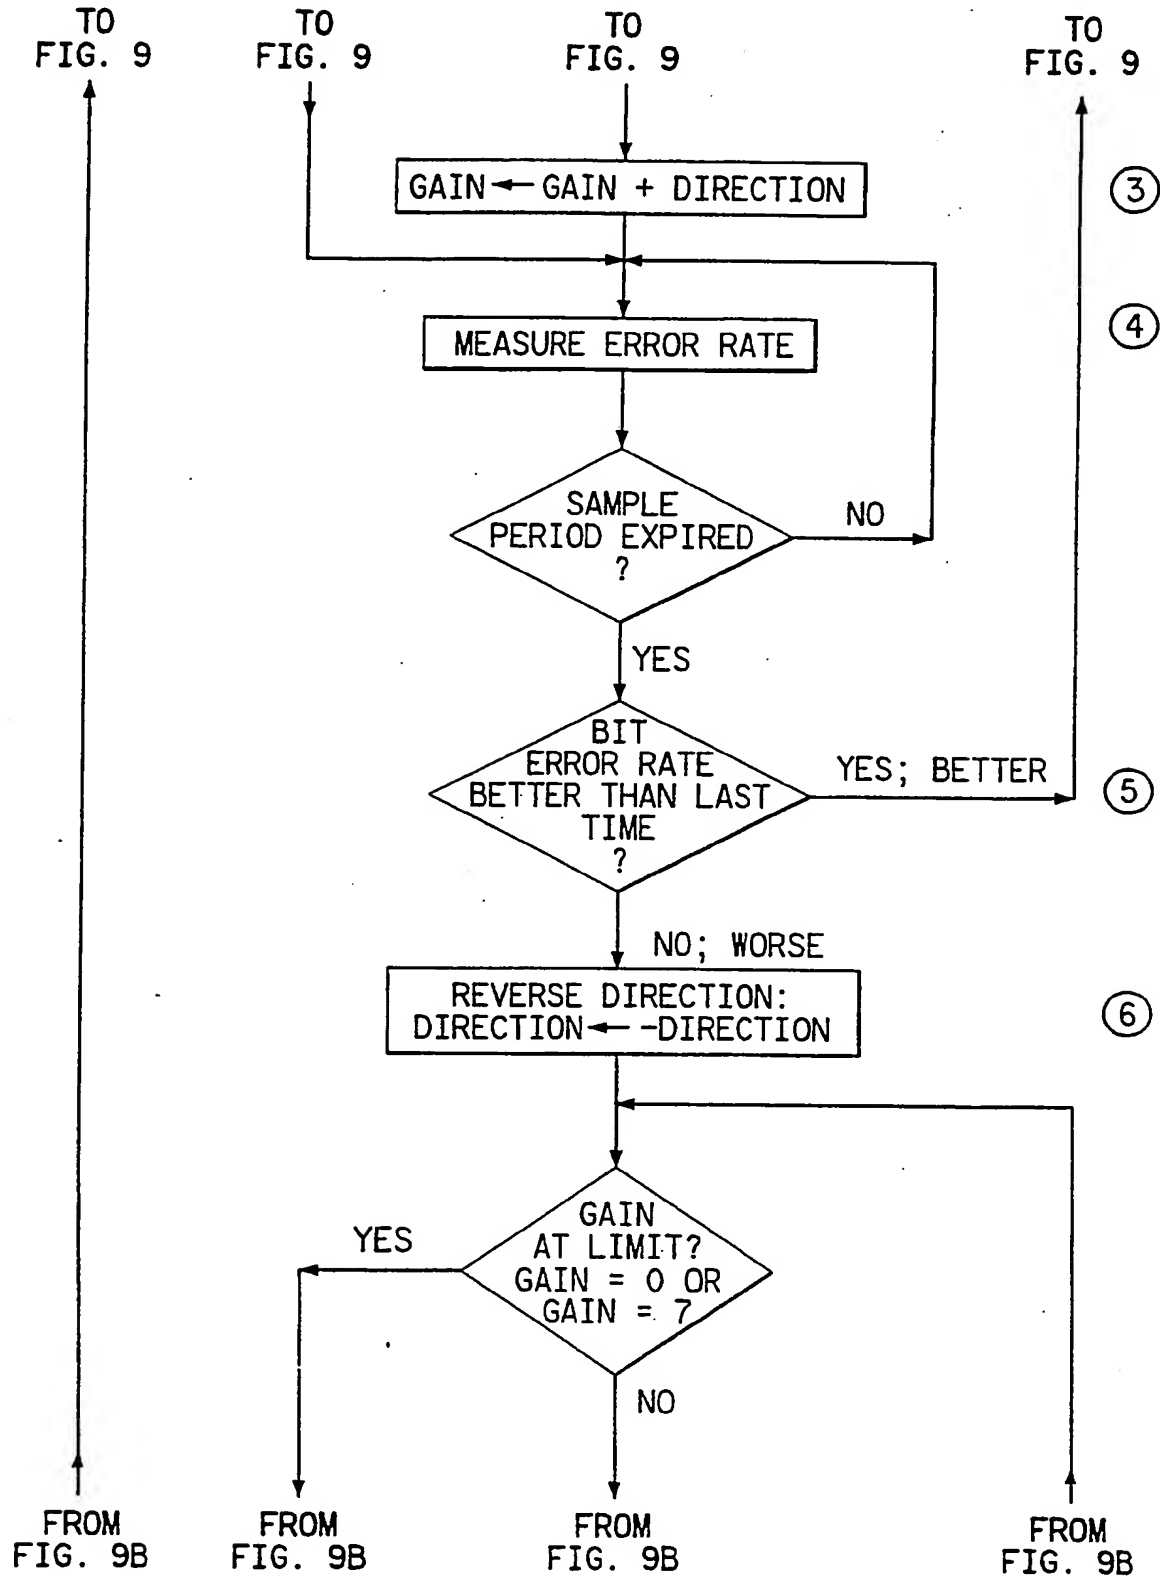 TO
FIG. 9
TO
FIG. 9
TO
FIG. 9
TO
FIG. 9
GAIN ← GAIN + DIRECTION
3
MEASURE ERROR RATE
4
SAMPLE
PERIOD EXPIRED
?
NO
YES
BIT
ERROR RATE
BETTER THAN LAST
TIME
?
YES; BETTER
5
NO; WORSE
REVERSE DIRECTION:
DIRECTION ← -DIRECTION
6
GAIN
AT LIMIT?
GAIN = 0 OR
GAIN = 7
YES
NO
FROM
FIG. 9B
FROM
FIG. 9B
FROM
FIG. 9B
FROM
FIG. 9B